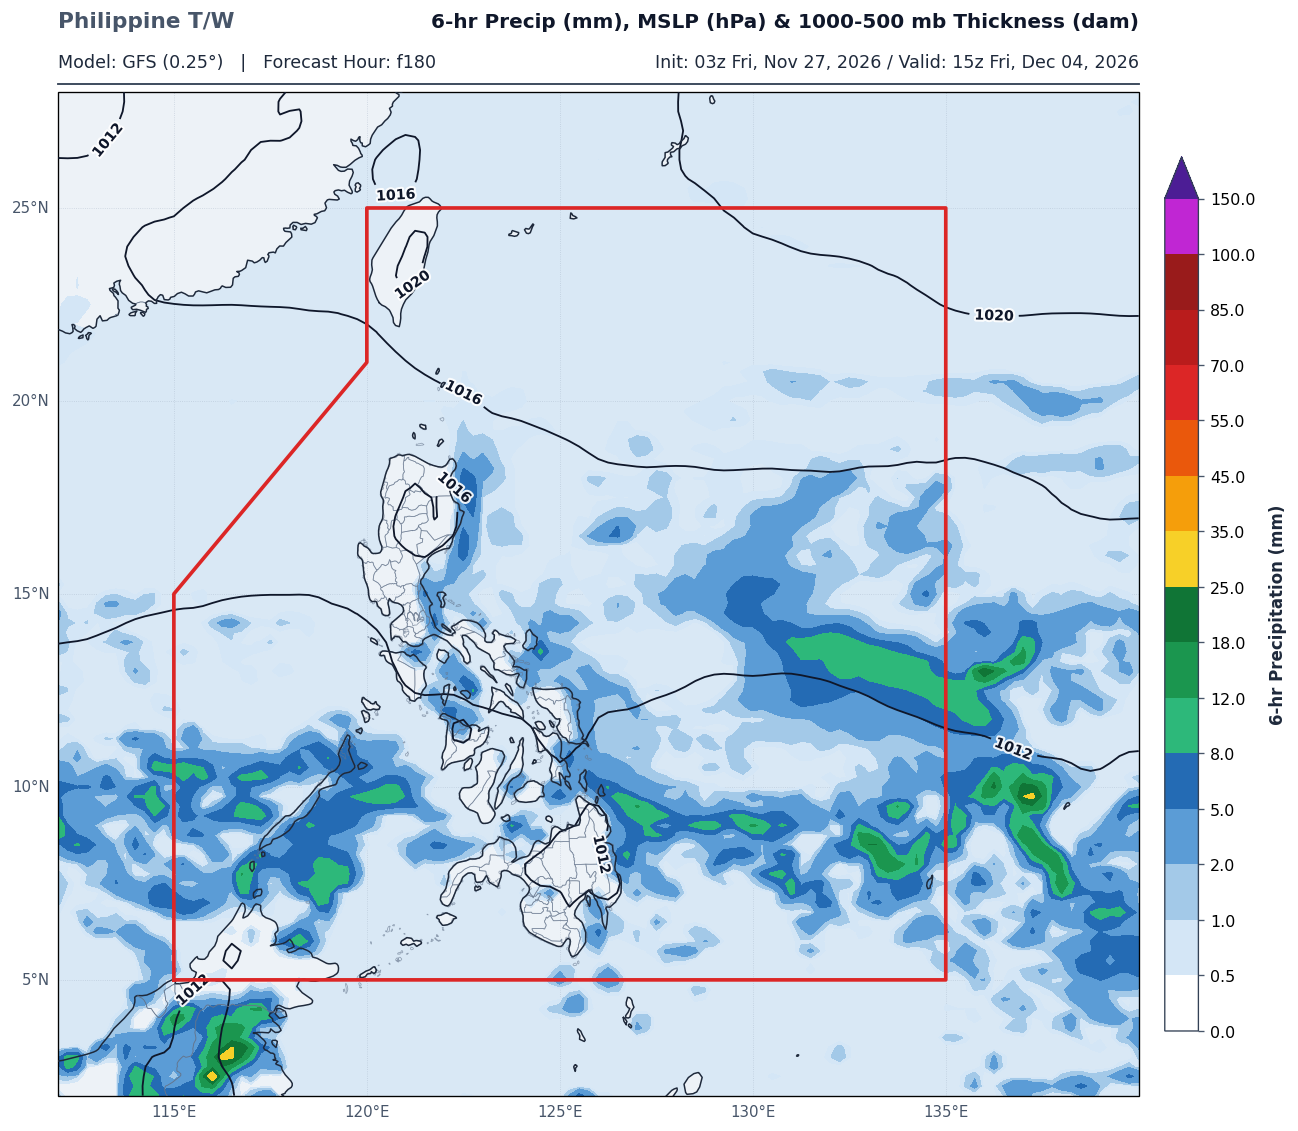 Philippine T/W
6-hr Precip (mm), MSLP (hPa) & 1000-500 mb Thickness (dam)
Model: GFS (0.25°) | Forecast Hour: f180
Init: 03z Fri, Nov 27, 2026 / Valid: 15z Fri, Dec 04, 2026
1012
1016
25°N
1020
1020
20°N
1016
1016
15°N
1012
10°N
1012
5°N
1012
115°E
120°E
125°E
130°E
135°E
150.0
100.0
85.0
70.0
55.0
45.0
35.0
25.0
18.0
12.0
8.0
5.0
2.0
1.0
0.5
0.0
6-hr Precipitation (mm)